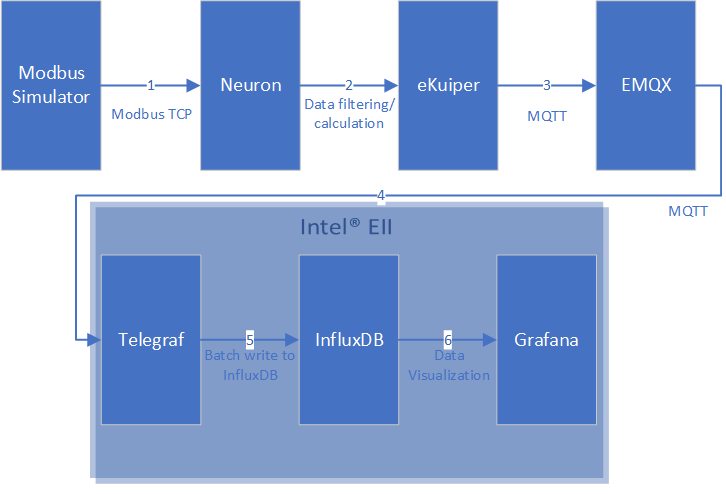 Modbus
Simulator
1
Modbus TCP
Neuron
2
Data filtering/
calculation
eKuiper
3
MQTT
EMQX
4
MQTT
Intel® EII
Telegraf
5
Batch write to
InfluxDB
InfluxDB
6
Data
Visualization
Grafana